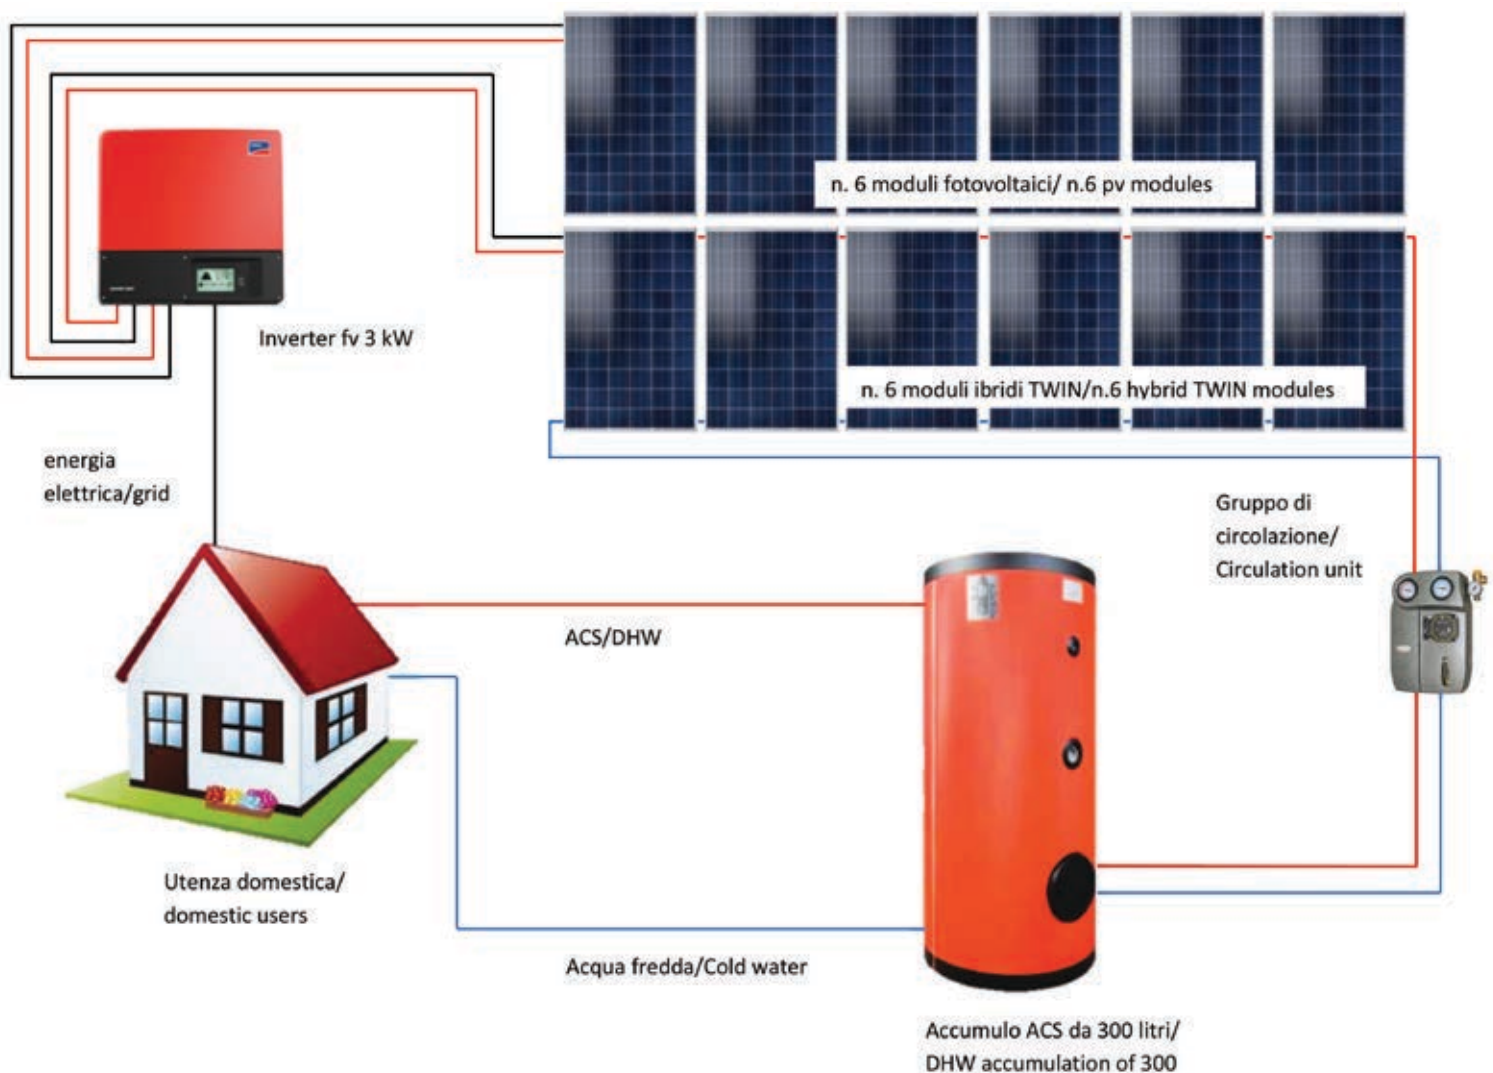 n. 6 moduli fotovoltaici/ n.6 pv modules
Inverter fv 3 kW
n. 6 moduli ibridi TWIN/n.6 hybrid TWIN modules
energia
elettrica/grid
Gruppo di
circolazione/
Circulation unit
ACS/DHW
Utenza domestica/
domestic users
Acqua fredda/Cold water
Accumulo ACS da 300 litri/
DHW accumulation of 300